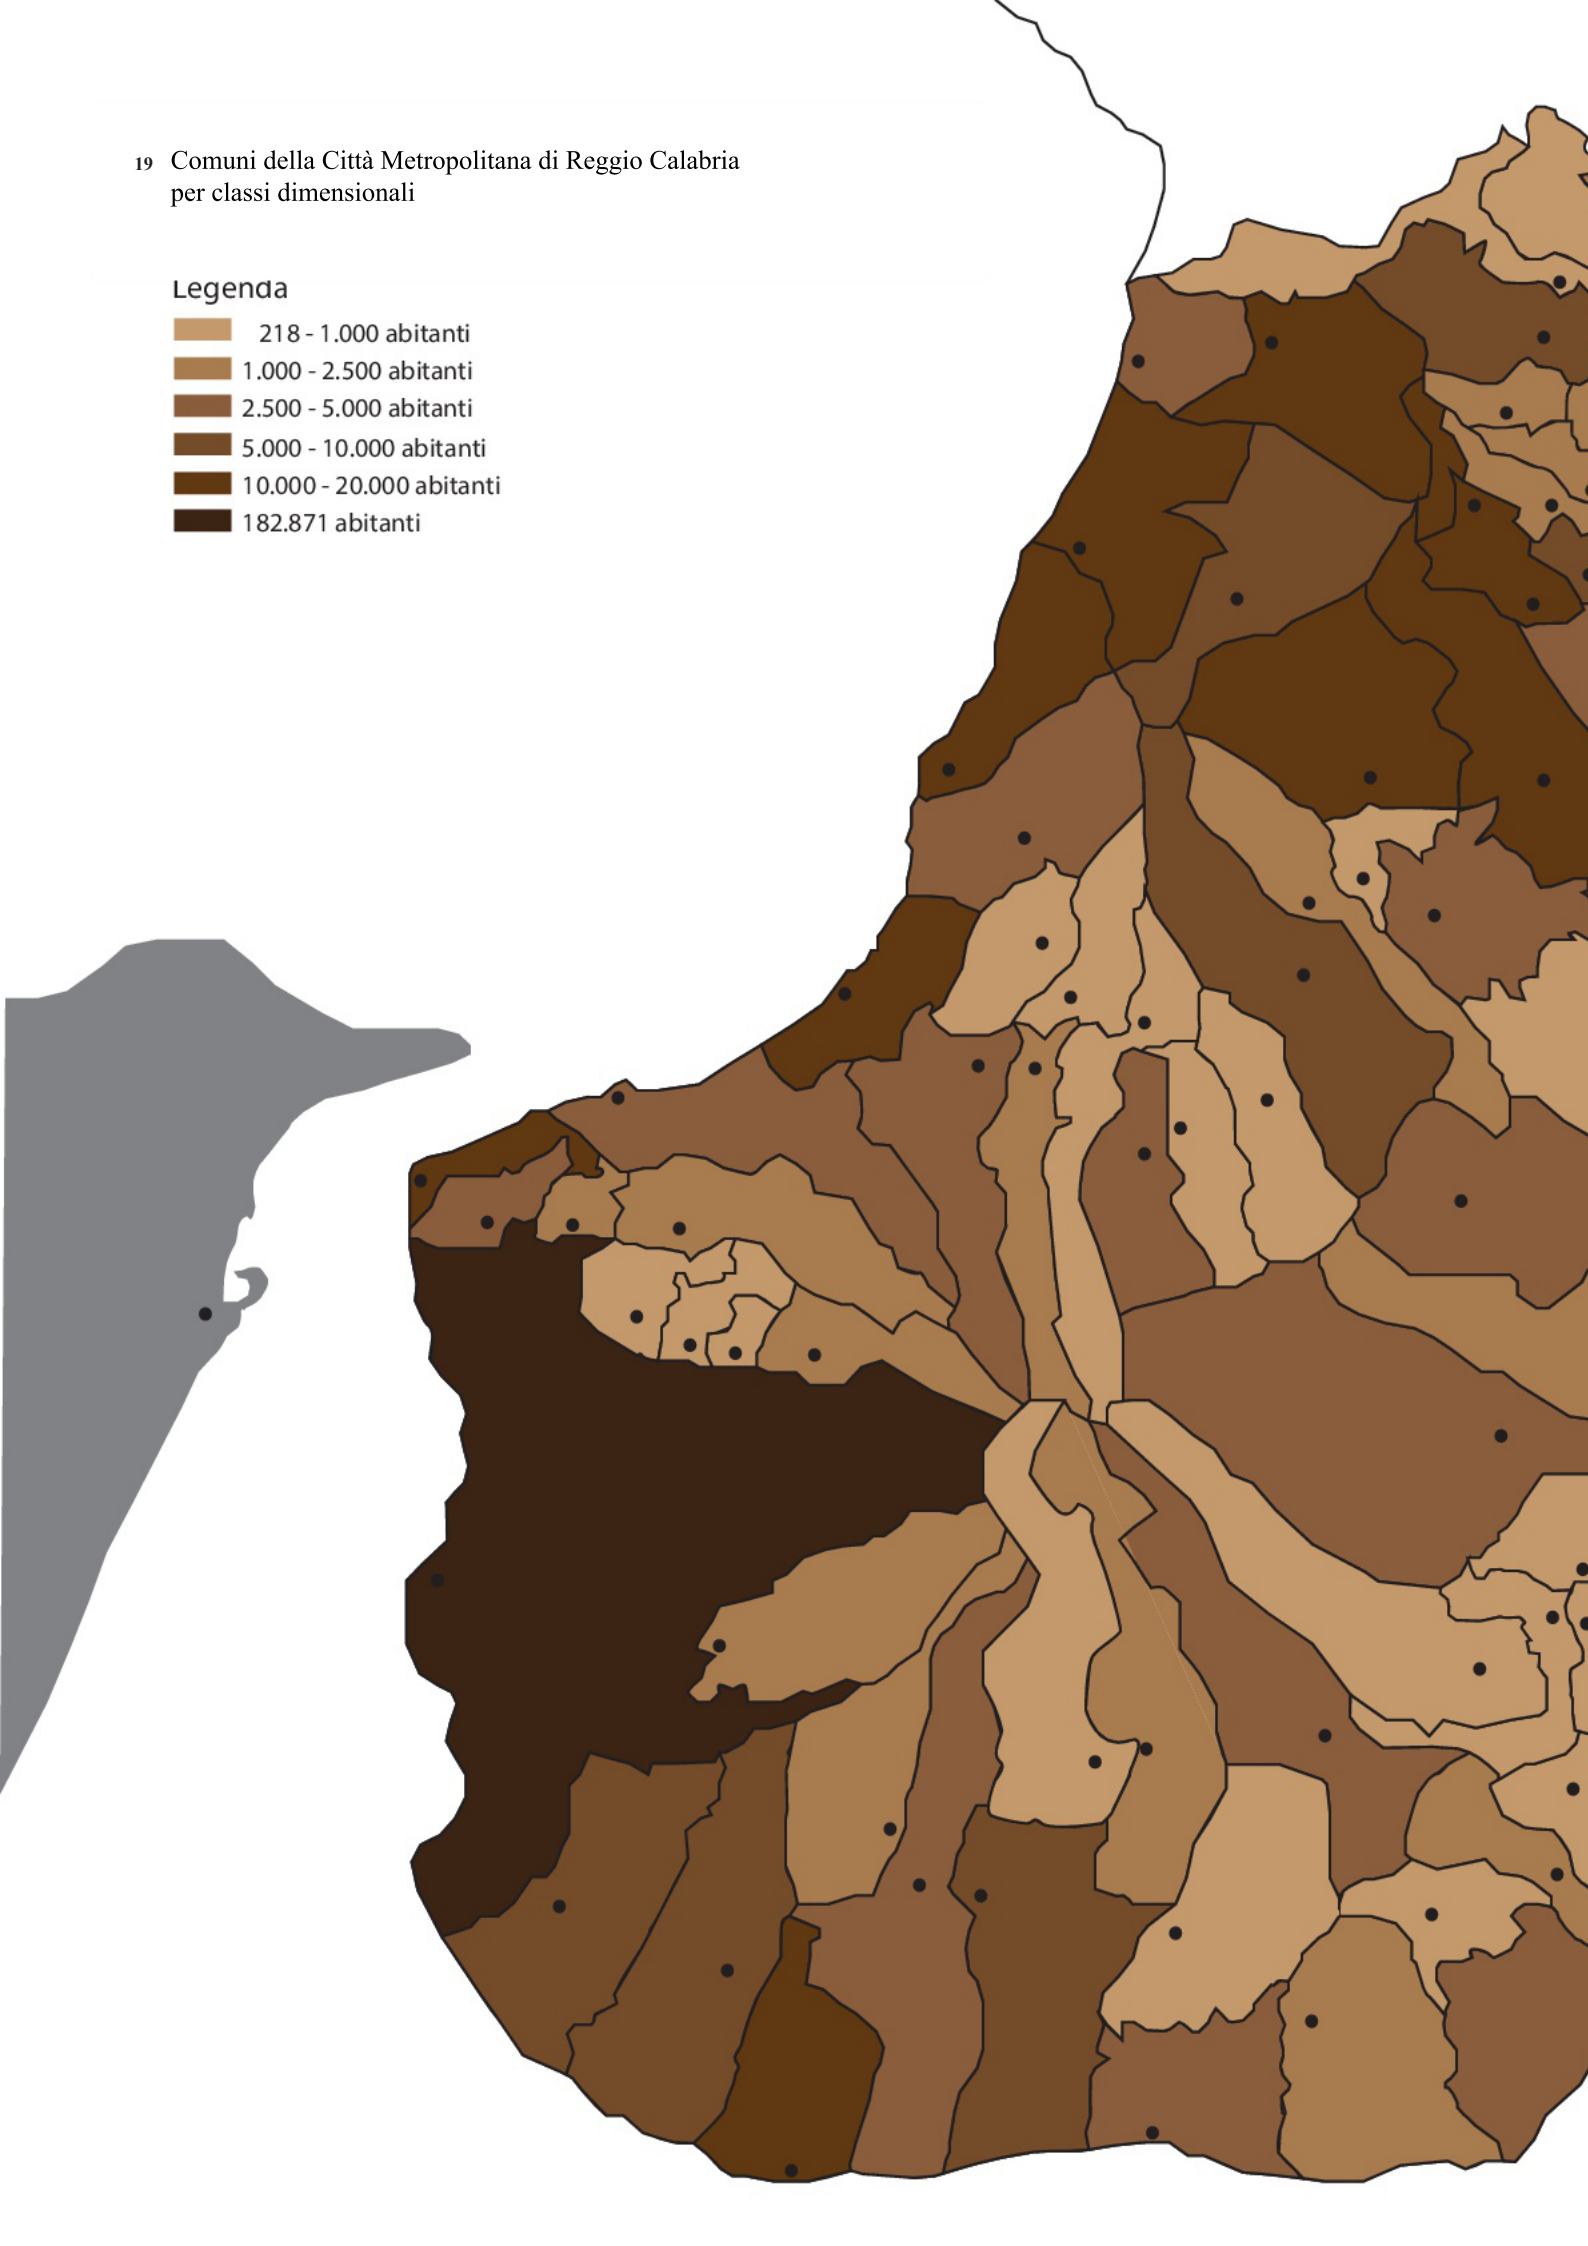 19 Comuni della Città Metropolitana di Reggio Calabria
per classi dimensionali
Legenda
218 - 1.000 abitanti
1.000 - 2.500 abitanti
2.500 - 5.000 abitanti
5.000 - 10.000 abitanti
10.000 - 20.000 abitanti
182.871 abitanti